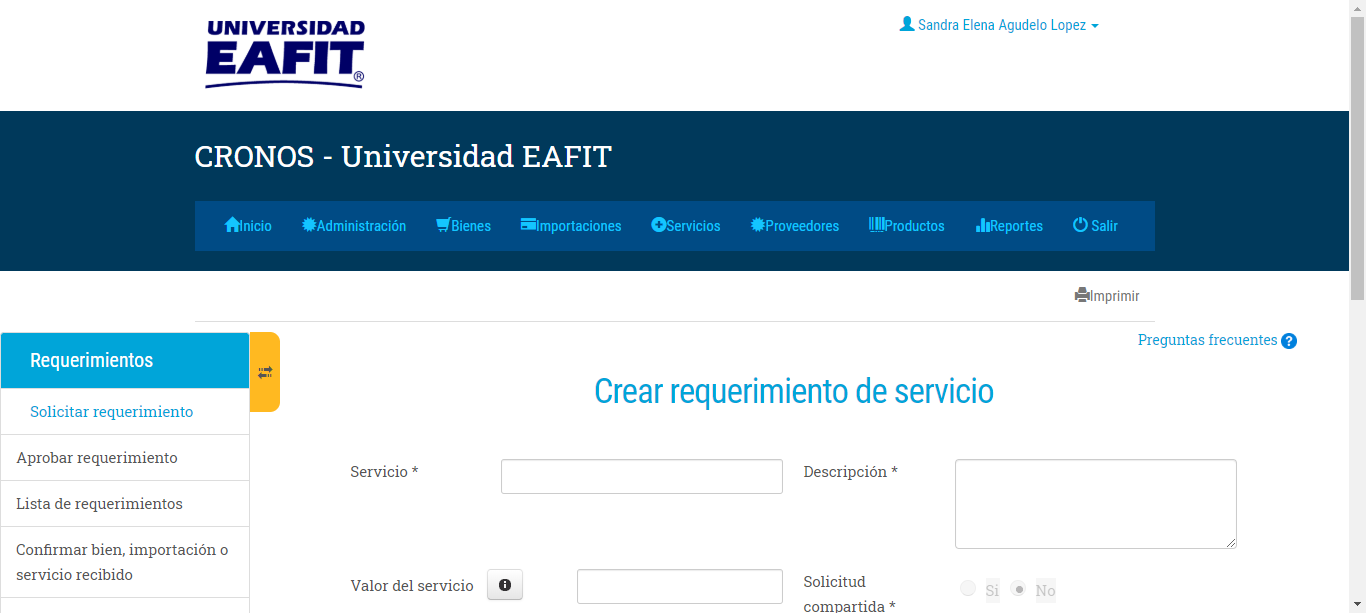 UNIVERSIDAD
EAFIT®
Sandra Elena Agudelo Lopez
CRONOS - Universidad EAFIT
Inicio Administración Bienes Importaciones Servicios Proveedores Productos Reportes Salir
Imprimir
Preguntas frecuentes ?
Requerimientos
Solicitar requerimiento
Aprobar requerimiento
Lista de requerimientos
Confirmar bien, importación o
servicio recibido
Crear requerimiento de servicio
Servicio *
Descripción *
Valor del servicio
Solicitud
compartida *
Si No